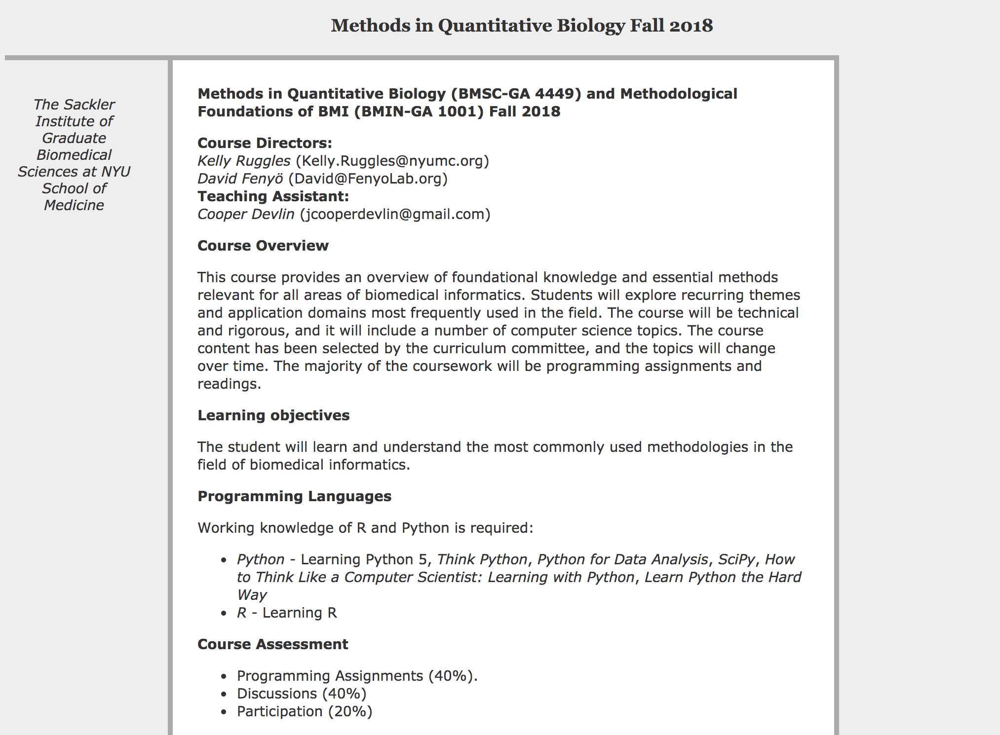 Methods in Quantitative Biology Fall 2018
The Sackler
Institute of
Graduate
Biomedical
Sciences at NYU
School of
Medicine
Methods in Quantitative Biology (BMSC-GA 4449) and Methodological
Foundations of BMI (BMIN-GA 1001) Fall 2018
Course Directors:
Kelly Ruggles (Kelly.Ruggles@nyumc.org)
David Fenyö (David@FenyoLab.org)
Teaching Assistant:
Cooper Devlin (jcooperdevlin@gmail.com)
Course Overview
This course provides an overview of foundational knowledge and essential methods
relevant for all areas of biomedical informatics. Students will explore recurring themes
and application domains most frequently used in the field. The course will be technical
and rigorous, and it will include a number of computer science topics. The course
content has been selected by the curriculum committee, and the topics will change
over time. The majority of the coursework will be programming assignments and
readings.
Learning objectives
The student will learn and understand the most commonly used methodologies in the
field of biomedical informatics.
Programming Languages
Working knowledge of R and Python is required:
• Python - Learning Python 5, Think Python, Python for Data Analysis, SciPy, How
to Think Like a Computer Scientist: Learning with Python, Learn Python the Hard
Way
• R - Learning R
Course Assessment
• Programming Assignments (40%).
• Discussions (40%)
• Participation (20%)